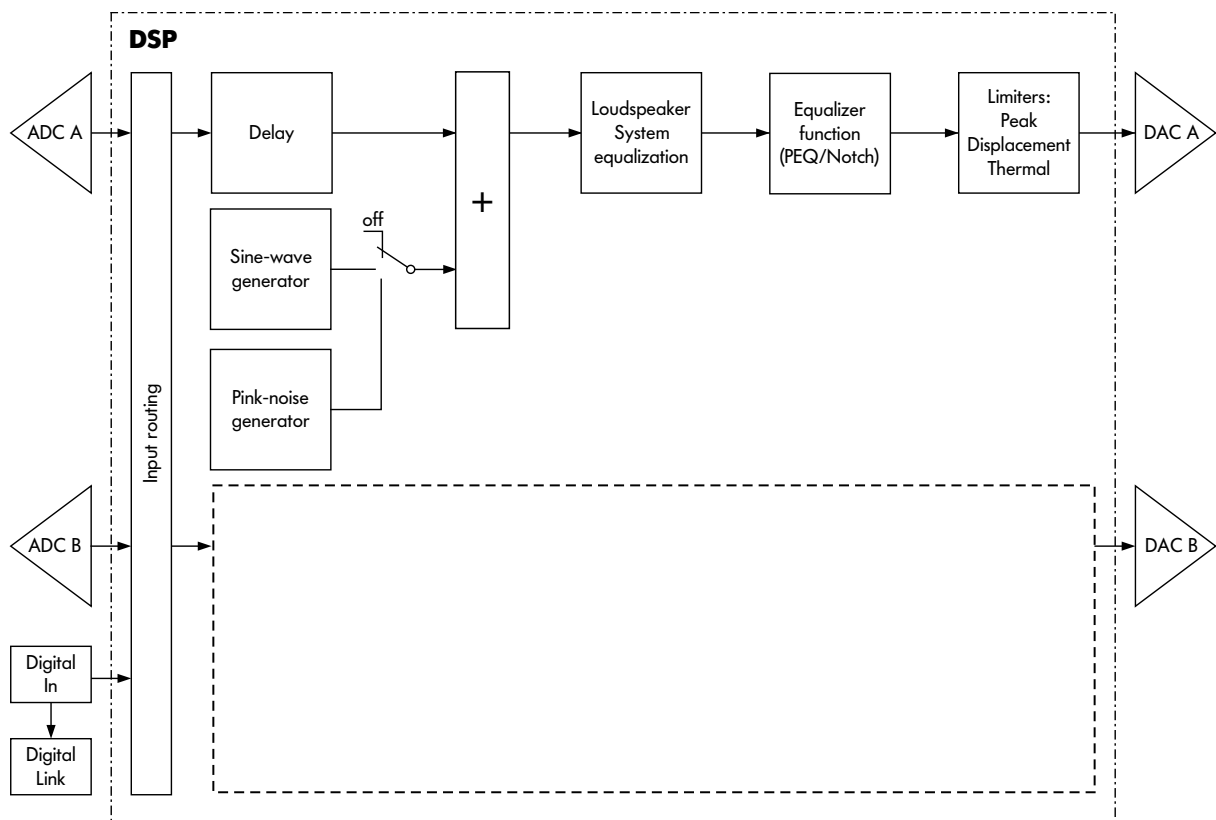 DSP
ADC A
Delay
+
Loudspeaker
System
equalization
Equalizer
function
(PEQ/Notch)
Limiters:
Peak
Displacement
Thermal
DAC A
off
Sine-wave
generator
Pink-noise
generator
Input routing
ADC B
DAC B
Digital
In
Digital
Link